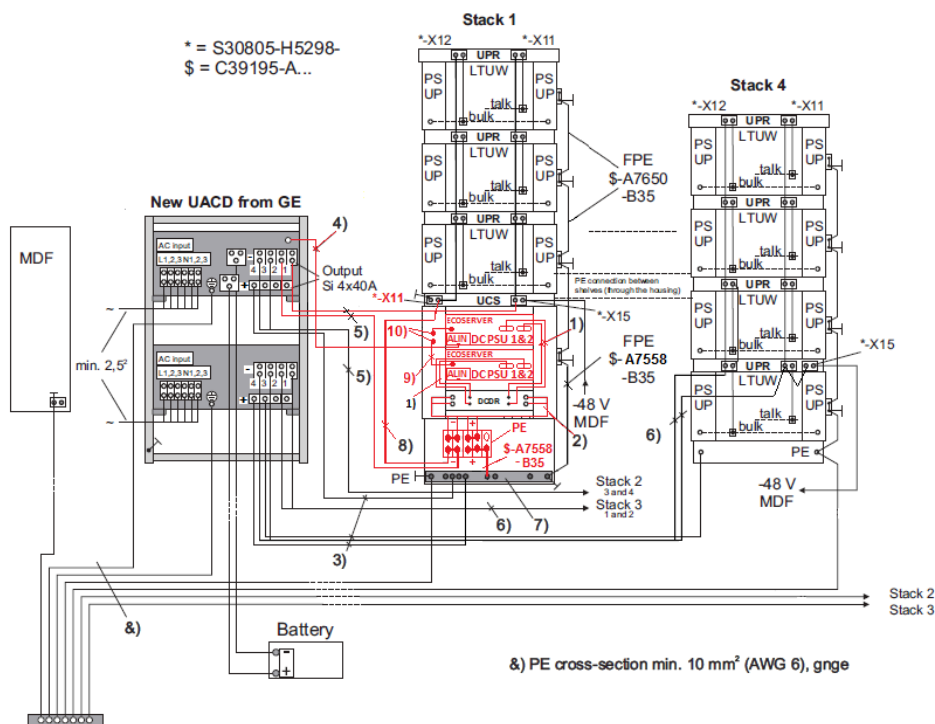 Stack 1
* = S30805-H5298-
$ = C39195-A...
*-X12
*-X11
UPR
LTUW
PS UP
PS UP
talk
bulk
UPR
LTUW
PS UP
PS UP
talk
bulk
UPR
LTUW
PS UP
PS UP
talk
bulk
FPE
$-A7650
-B35
Stack 4
*-X12
*-X11
UPR
LTUW
PS UP
PS UP
talk
bulk
UPR
LTUW
PS UP
PS UP
talk
bulk
UPR
LTUW
PS UP
PS UP
talk
bulk
UPR
LTUW
PS UP
PS UP
talk
bulk
*-X15
PE
-48 V
MDF
PE connection between
shelves (through the housing)
New UACD from GE
MDF
AC input
L1,2,3 N1,2,3
-
4 3 2 1
+
Output
Si 4x40A
4)
AC input
L1,2,3 N1,2,3
-
4 3 2 1
+
~
min. 2,5²
~
*-X11
UCS
*-X15
5)
5)
ECOSERVER
10)
ALIN DC PSU 1&2
1)
ECOSERVER
9)
ALIN DC PSU 1&2
1)
DCDR
2)
8)
FPE
$- A7558
-B35
-48 V
MDF
- +
PE
$-A7558
-B35
- +
PE
6)
Stack 2
3 and 4
Stack 3
1 and 2
6)
7)
3)
&)
Stack 2
Stack 3
Battery
-
+
&) PE cross-section min. 10 mm² (AWG 6), gnge